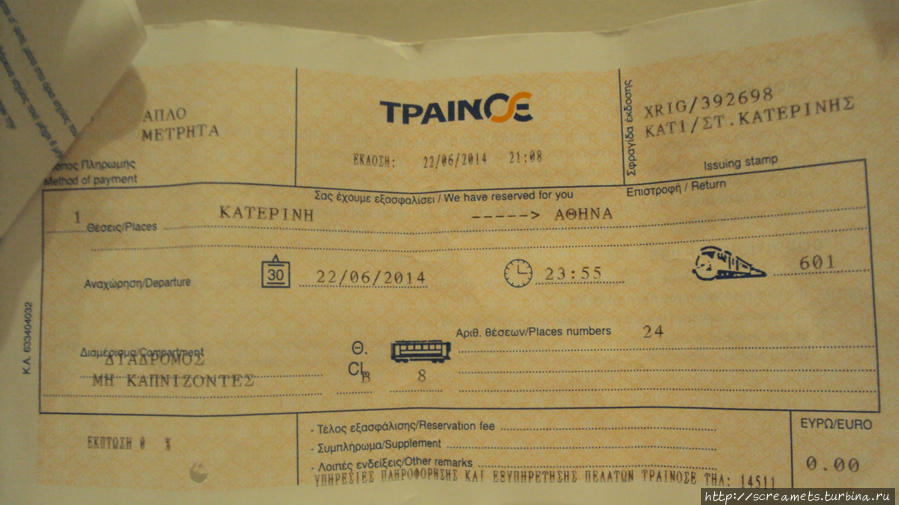 ΑΠΛΟ
ΜΕΤΡΗΤΑ
Πληρωμής
Method of payment
ΤΡΑΙΝΟΣΕ
ΕΚΔΟΣΗ: 22/06/2014 21:08
Σφραγίδα έκδοσης
XRIG/392698
ΚΑΤ1/ΣΤ.ΚΑΤΕΡΙΝΗΣ
Issuing stamp
Σας έχουμε εξασφαλίσει / We have reserved for you
Επιστροφή / Return
1 Θέσεις/Places ΚΑΤΕΡΙΝΗ -----> ΑΘΗΝΑ
Αναχώρηση/Departure 30 22/06/2014 23:55 601
Αριθ. θέσεων/Places numbers 24
Διαμέρισμα/Compartment
ΔΙΑΔΡΟΜΟΣ
ΜΗ ΚΑΠΝΙΖΟΝΤΕΣ
Θ.
CL. B 8
Κ.Α. 633404032
ΕΚΠΤΩΣΗ 0 %
- Τέλος εξασφάλισης/Reservation fee
- Συμπλήρωμα/Supplement
- Λοιπές ενδείξεις/Other remarks
ΥΠΗΡΕΣΙΕΣ ΠΛΗΡΟΦΟΡΗΣΗΣ ΚΑΙ ΕΞΥΠΗΡΕΤΗΣΗΣ ΠΕΛΑΤΩΝ ΤΡΑΙΝΟΣΕ ΤΗΛ: 14511
ΕΥΡΩ/EURO
0.00
http://screamets.turbina.ru